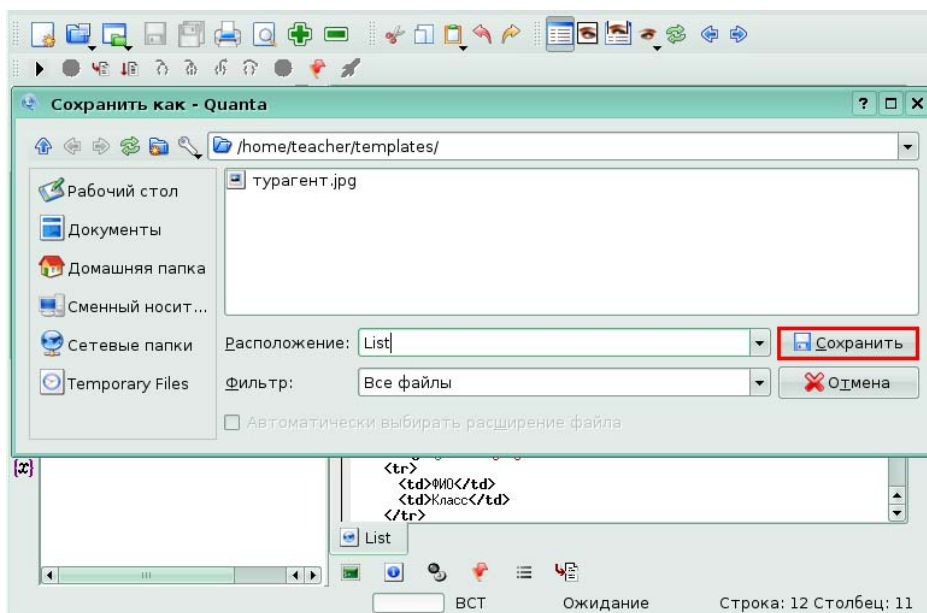 Сохранить как - Quanta
/home/teacher/templates/
Рабочий стол
Документы
Домашняя папка
Сменный носит...
Сетевые папки
Temporary Files
турагент.jpg
Расположение: List
Сохранить
Фильтр: Все файлы
Отмена
Автоматически выбирать расширение файла
{x}
<tr>
<td>ФИО</td>
<td>Класс</td>
</tr>
List
ВСТ Ожидание Строка: 12 Столбец: 11